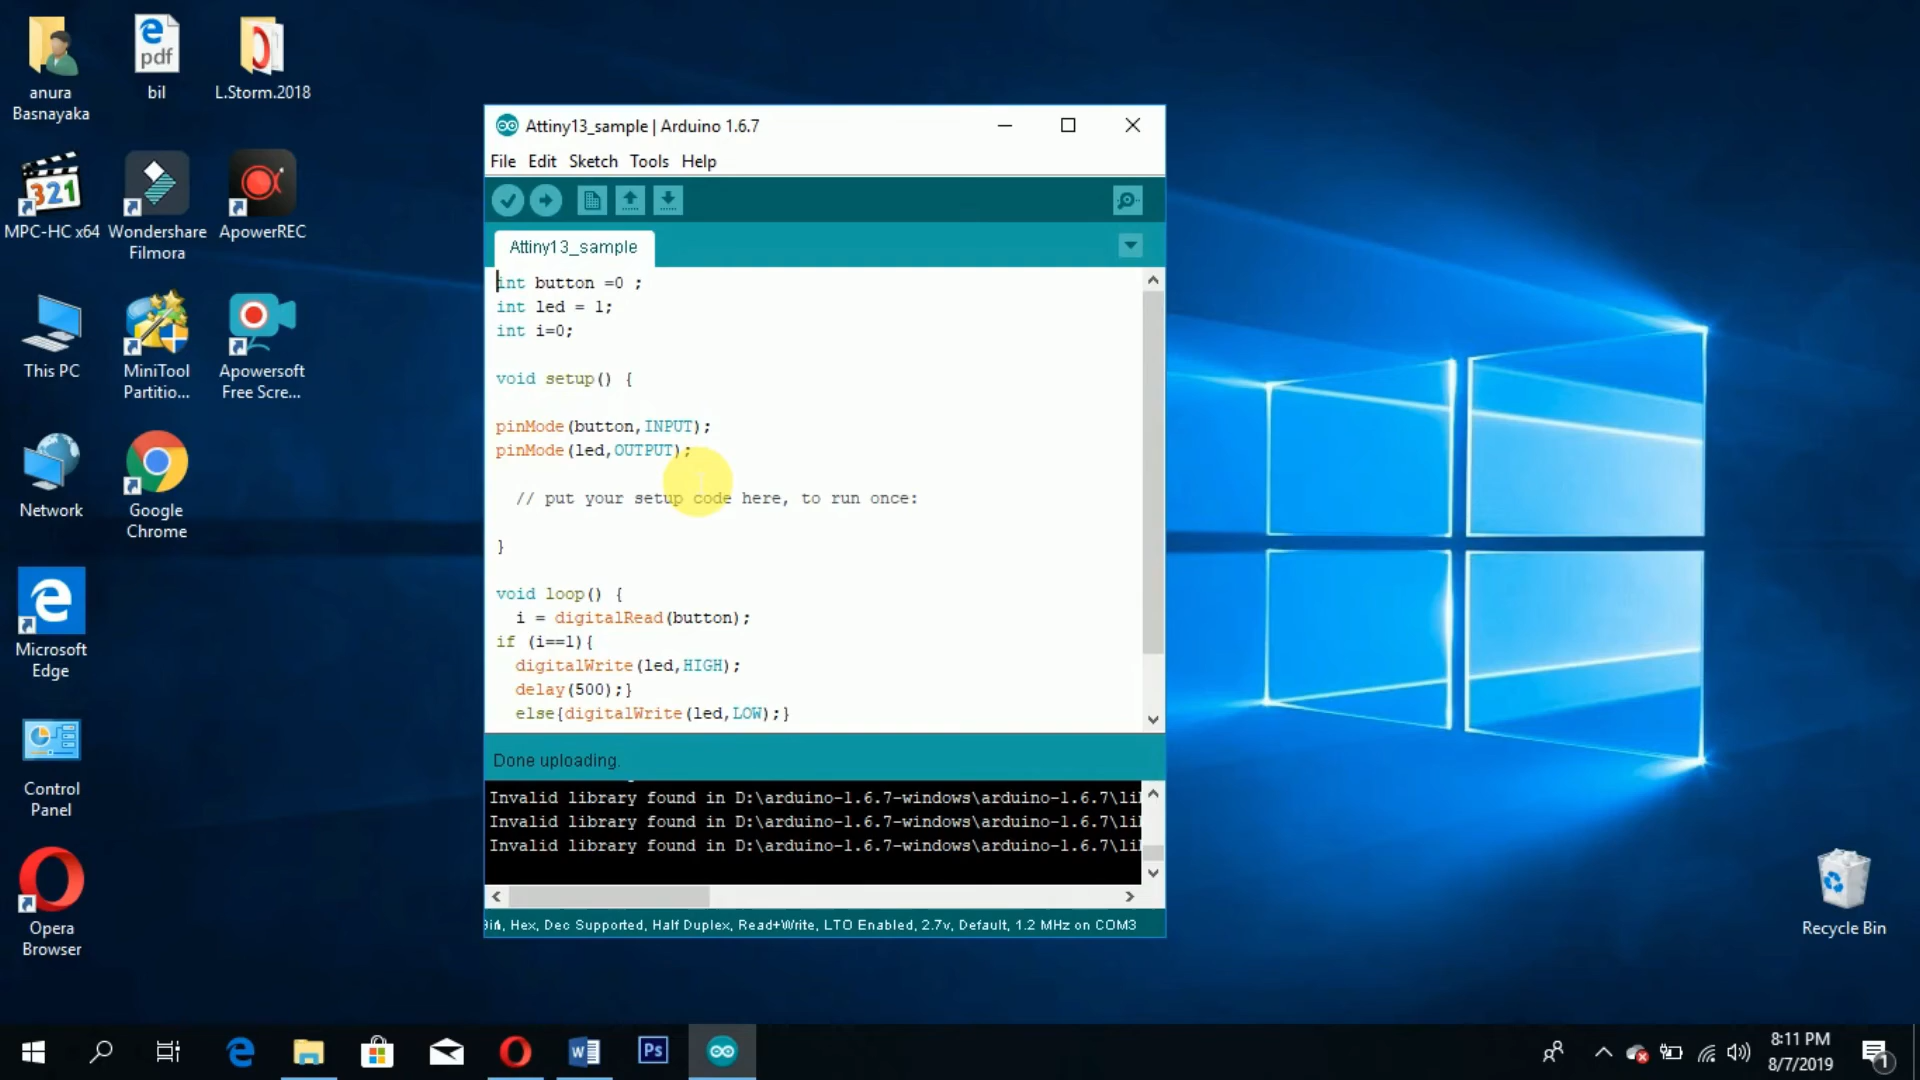 anura
Basnayaka
pdf
bil
L.Storm.2018
321
MPC-HC x64
Wondershare
Filmora
ApowerREC
This PC
MiniTool
Partitio...
Apowersoft
Free Scre...
Network
Google
Chrome
Microsoft
Edge
Control
Panel
Opera
Browser
Attiny13_sample | Arduino 1.6.7
File Edit Sketch Tools Help
Attiny13_sample
int button =0 ;
int led = 1;
int i=0;
void setup() {
pinMode(button,INPUT);
pinMode(led,OUTPUT);
// put your setup code here, to run once:
}
void loop() {
i = digitalRead(button);
if (i==1){
digitalWrite(led,HIGH);
delay(500);}
else{digitalWrite(led,LOW);}
Done uploading.
Invalid library found in D:\arduino-1.6.7-windows\arduino-1.6.7\li
Invalid library found in D:\arduino-1.6.7-windows\arduino-1.6.7\li
Invalid library found in D:\arduino-1.6.7-windows\arduino-1.6.7\li
Hex, Dec Supported, Half Duplex, Read+Write, LTO Enabled, 2.7v, Default, 1.2 MHz on COM3
Recycle Bin
Ps
8:11 PM
8/7/2019
1